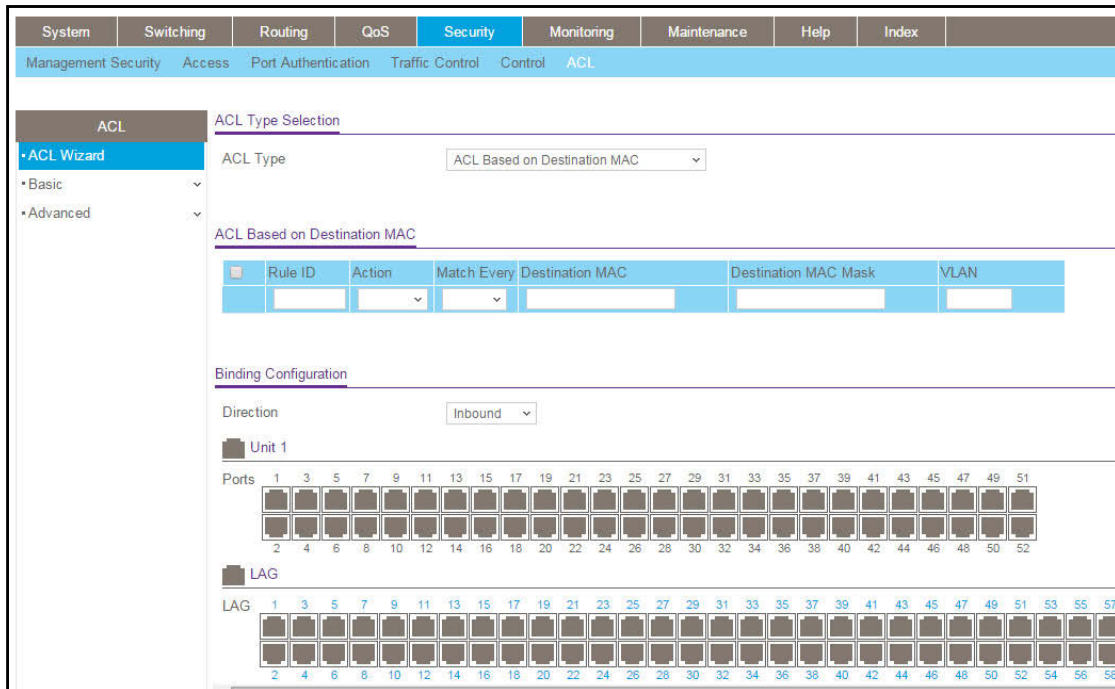 System Switching Routing QoS Security Monitoring Maintenance Help Index
Management Security Access Port Authentication Traffic Control Control ACL
ACL
ACL Wizard
Basic
Advanced
ACL Type Selection
ACL Type ACL Based on Destination MAC
ACL Based on Destination MAC
Rule ID Action Match Every Destination MAC Destination MAC Mask VLAN
Binding Configuration
Direction Inbound
Unit 1
Ports 1 3 5 7 9 11 13 15 17 19 21 23 25 27 29 31 33 35 37 39 41 43 45 47 49 51
2 4 6 8 10 12 14 16 18 20 22 24 26 28 30 32 34 36 38 40 42 44 46 48 50 52
LAG
LAG 1 3 5 7 9 11 13 15 17 19 21 23 25 27 29 31 33 35 37 39 41 43 45 47 49 51 53 55 57
2 4 6 8 10 12 14 16 18 20 22 24 26 28 30 32 34 36 38 40 42 44 46 48 50 52 54 56 58